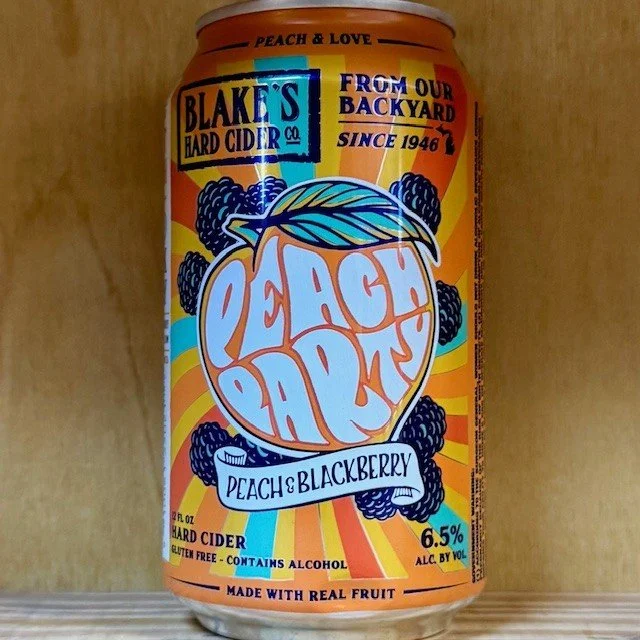 PEACH & LOVE
BLAKE'S
HARD CIDER CO.
FROM OUR
BACKYARD
SINCE 1946
PEACH
PARTY
PEACH & BLACKBERRY
12 FL OZ
HARD CIDER
GLUTEN FREE - CONTAINS ALCOHOL
6.5%
ALC. BY VOL.
MADE WITH REAL FRUIT